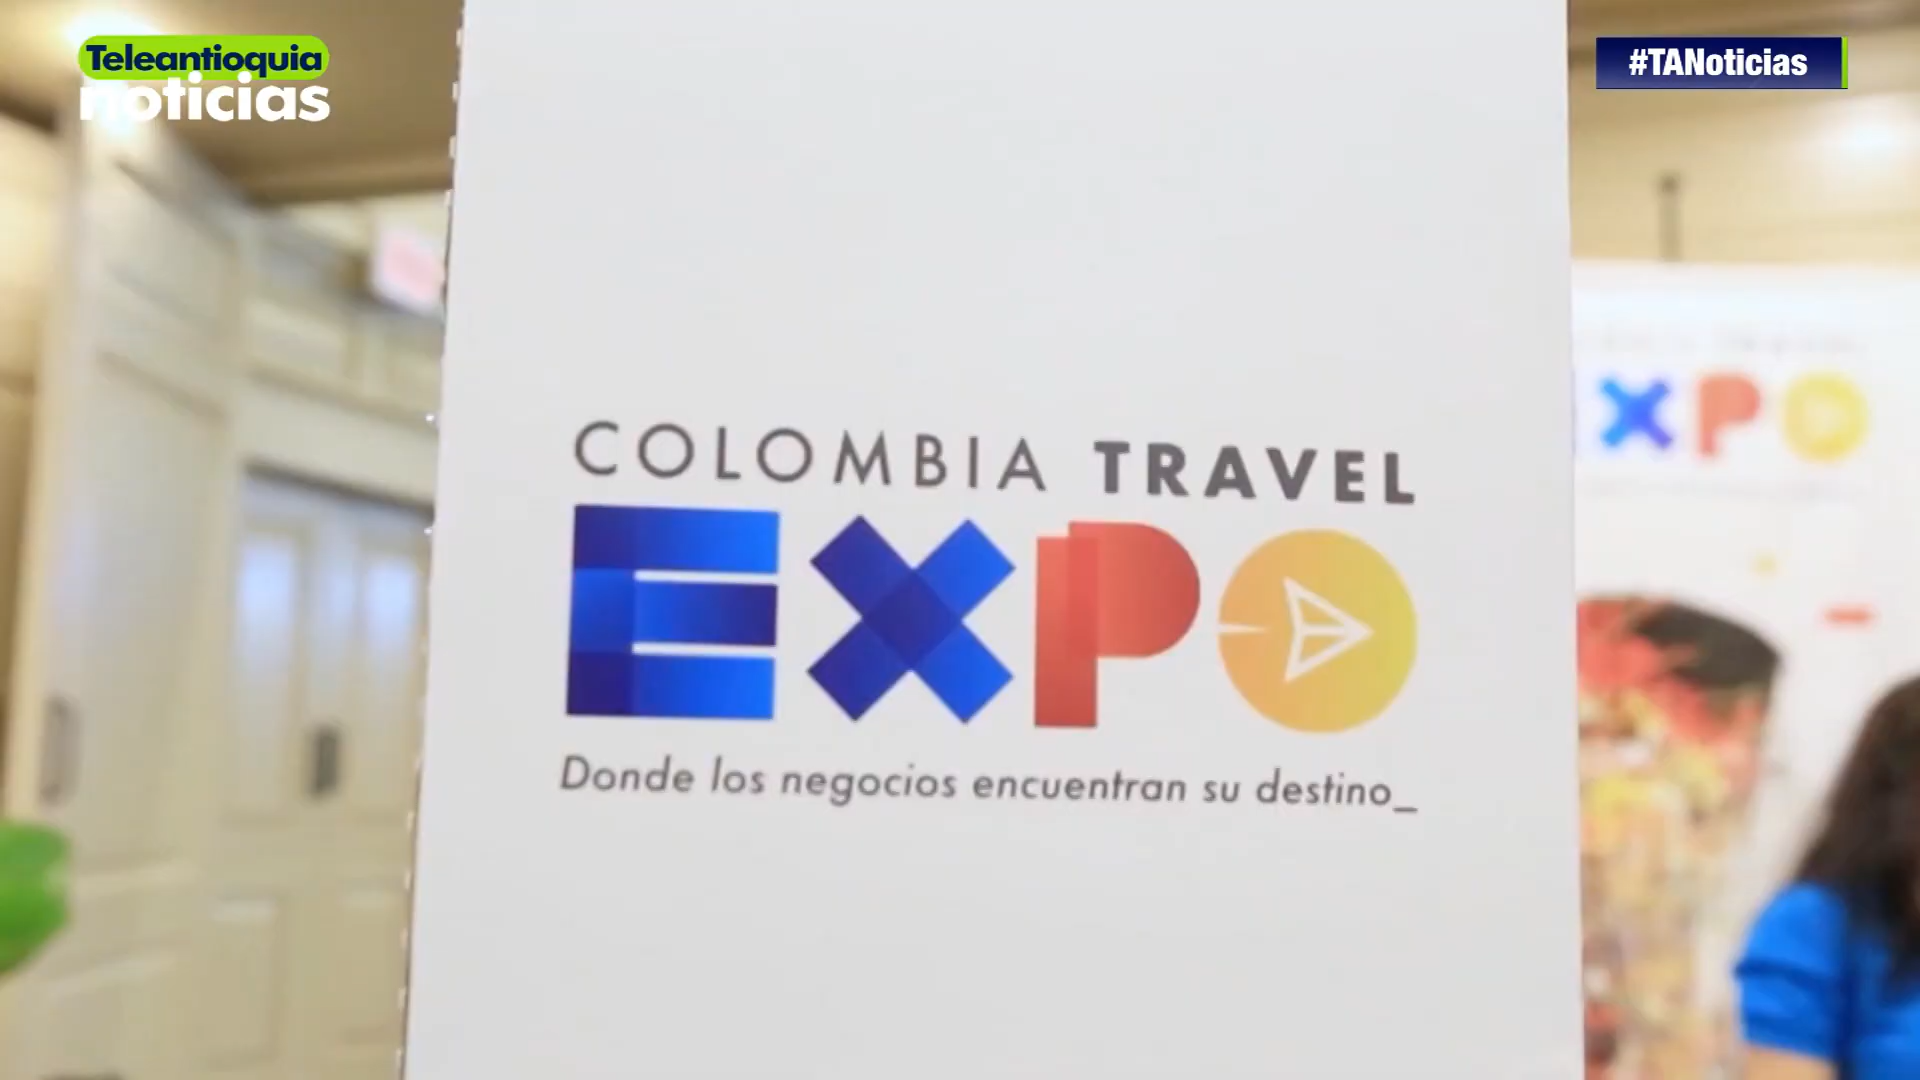 Teleantioquia
noticias
#TANoticias
COLOMBIA TRAVEL
EXPO
Donde los negocios encuentran su destino_
XPO